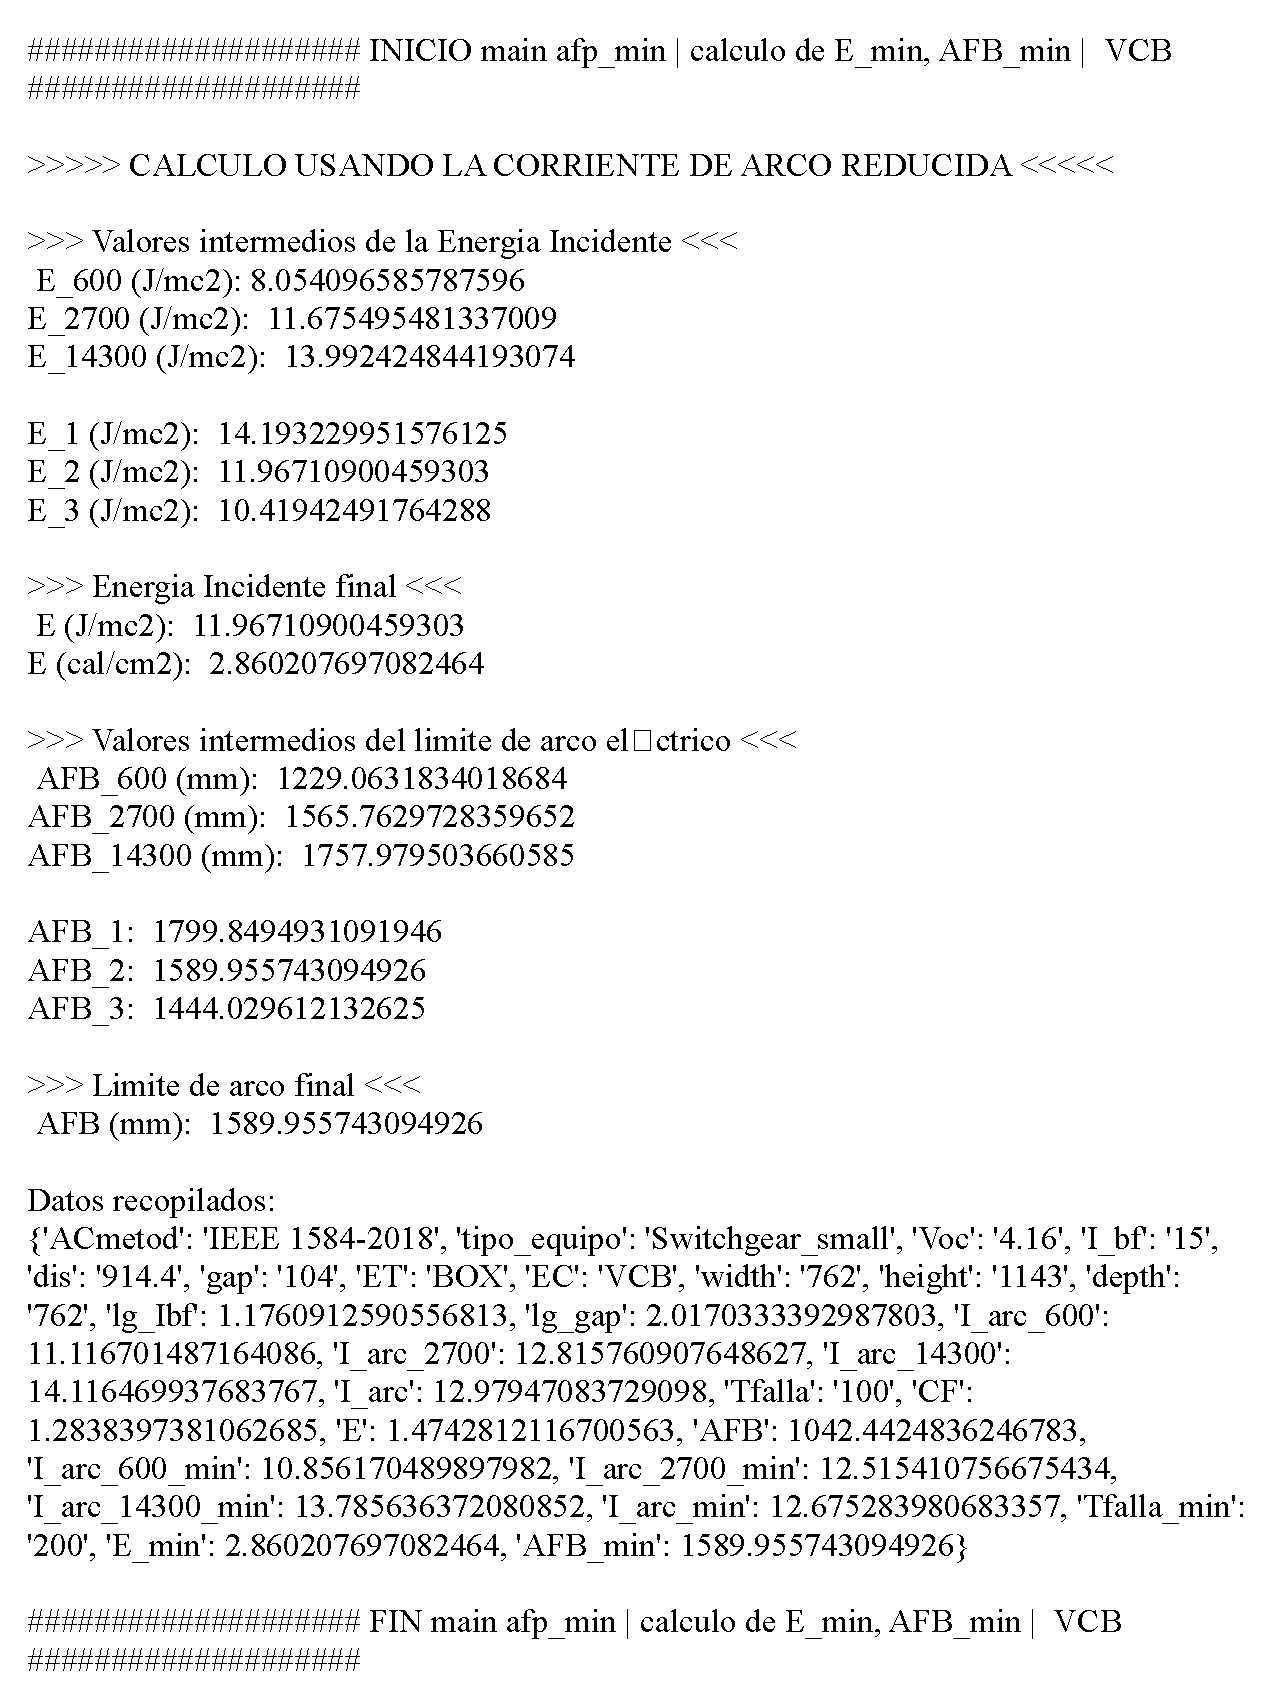 #################### INICIO main afp_min | calculo de E_min, AFB_min |  VCB
####################
>>>>> CALCULO USANDO LA CORRIENTE DE ARCO REDUCIDA <<<<<
>>> Valores intermedios de la Energia Incidente <<<
E_600 (J/mc2): 8.054096585787596
E_2700 (J/mc2):  11.675495481337009
E_14300 (J/mc2):  13.992424844193074
E_1 (J/mc2):  14.193229951576125
E_2 (J/mc2):  11.96710900459303
E_3 (J/mc2):  10.41942491764288
>>> Energia Incidente final <<<
E (J/mc2):  11.96710900459303
E (cal/cm2):  2.860207697082464
>>> Valores intermedios del limite de arco el□ctrico <<<
AFB_600 (mm):  1229.0631834018684
AFB_2700 (mm):  1565.7629728359652
AFB_14300 (mm):  1757.979503660585
AFB_1:  1799.8494931091946
AFB_2:  1589.955743094926
AFB_3:  1444.029612132625
>>> Limite de arco final <<<
AFB (mm):  1589.955743094926
Datos recopilados:
{'ACmetod': 'IEEE 1584-2018', 'tipo_equipo': 'Switchgear_small', 'Voc': '4.16', 'I_bf': '15',
'dis': '914.4', 'gap': '104', 'ET': 'BOX', 'EC': 'VCB', 'width': '762', 'height': '1143', 'depth':
'762', 'lg_Ibf': 1.1760912590556813, 'lg_gap': 2.0170333392987803, 'I_arc_600':
11.116701487164086, 'I_arc_2700': 12.815760907648627, 'I_arc_14300':
14.116469937683767, 'I_arc': 12.97947083729098, 'Tfalla': '100', 'CF':
1.2838397381062685, 'E': 1.4742812116700563, 'AFB': 1042.4424836246783,
'I_arc_600_min': 10.856170489897982, 'I_arc_2700_min': 12.515410756675434,
'I_arc_14300_min': 13.785636372080852, 'I_arc_min': 12.675283980683357, 'Tfalla_min':
'200', 'E_min': 2.860207697082464, 'AFB_min': 1589.955743094926}
#################### FIN main afp_min | calculo de E_min, AFB_min |  VCB
####################